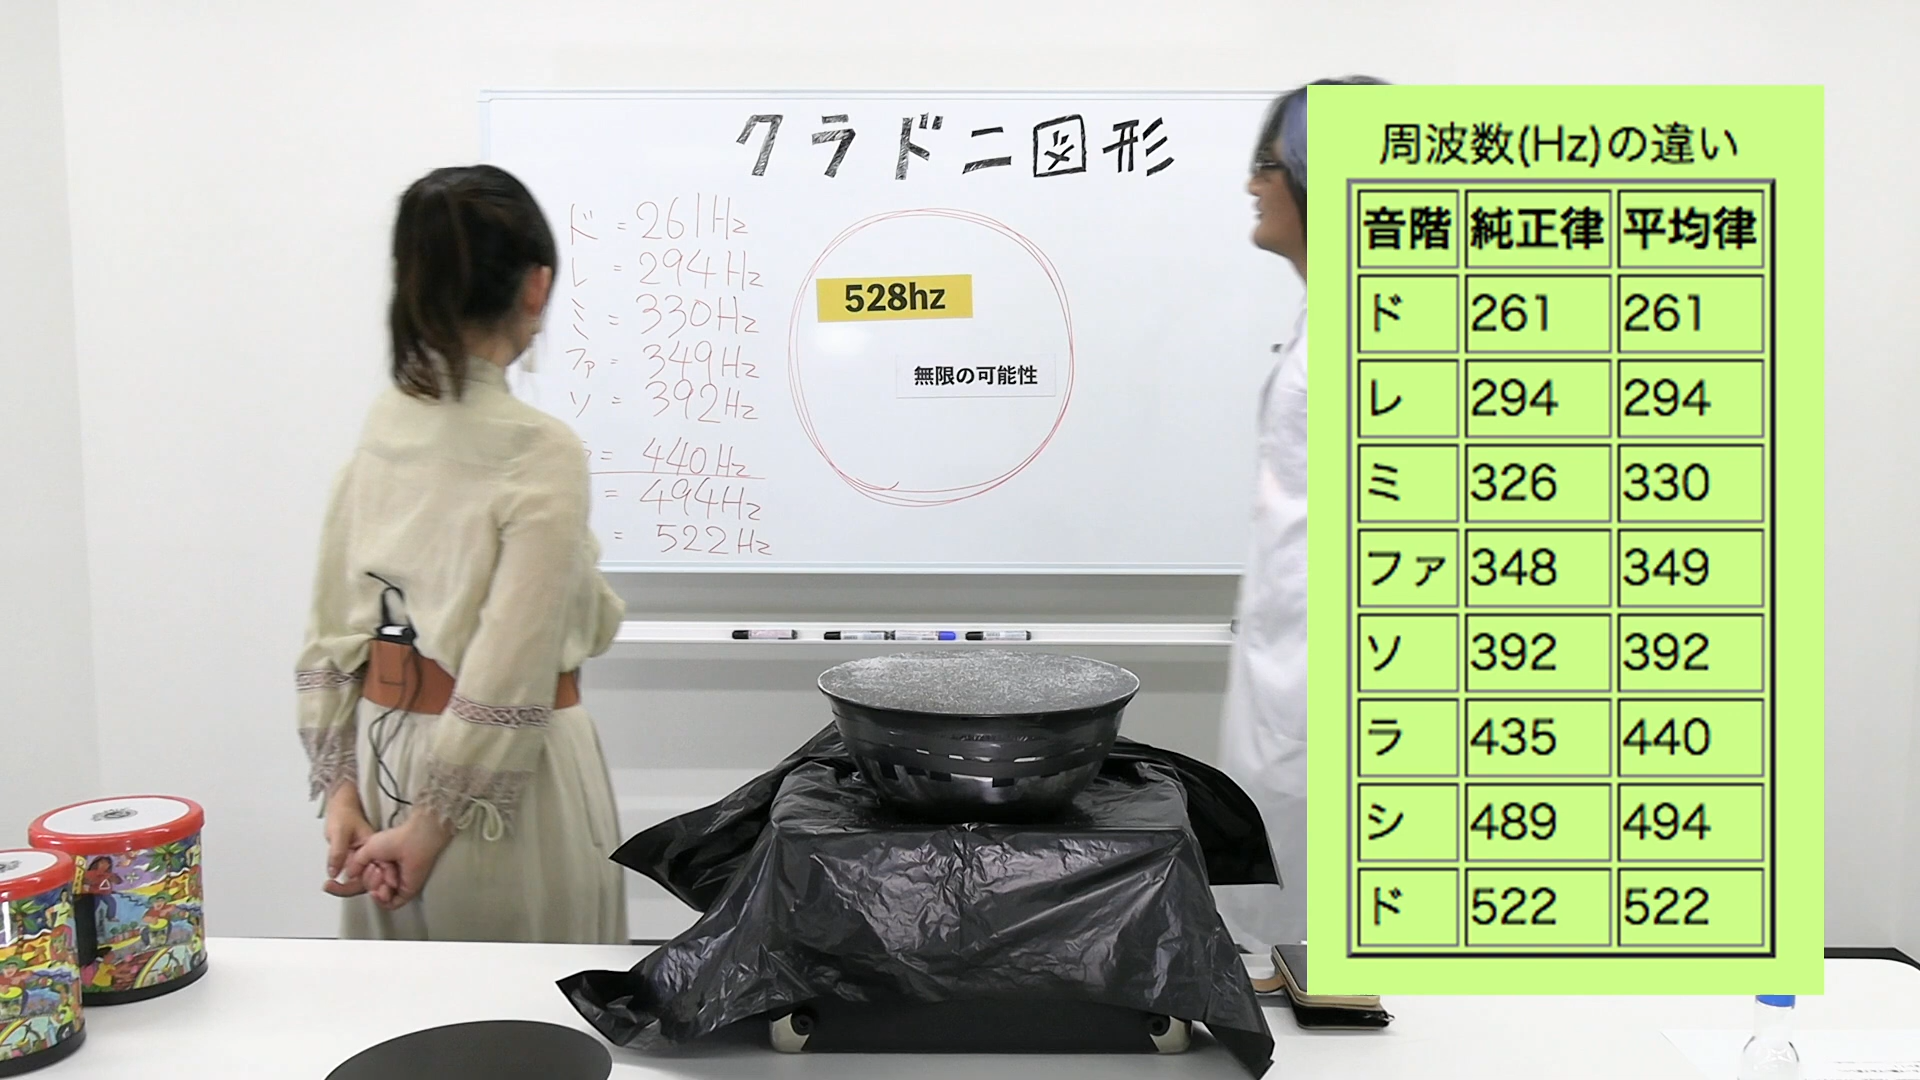 クラドニ図形
ド = 261Hz
レ = 294Hz
ミ = 330Hz
ファ = 349Hz
ソ = 392Hz
= 440Hz
= 494Hz
= 522Hz
528hz
無限の可能性
周波数(Hz)の違い
音階 純正律 平均律
ド 261 261
レ 294 294
ミ 326 330
ファ 348 349
ソ 392 392
ラ 435 440
シ 489 494
ド 522 522